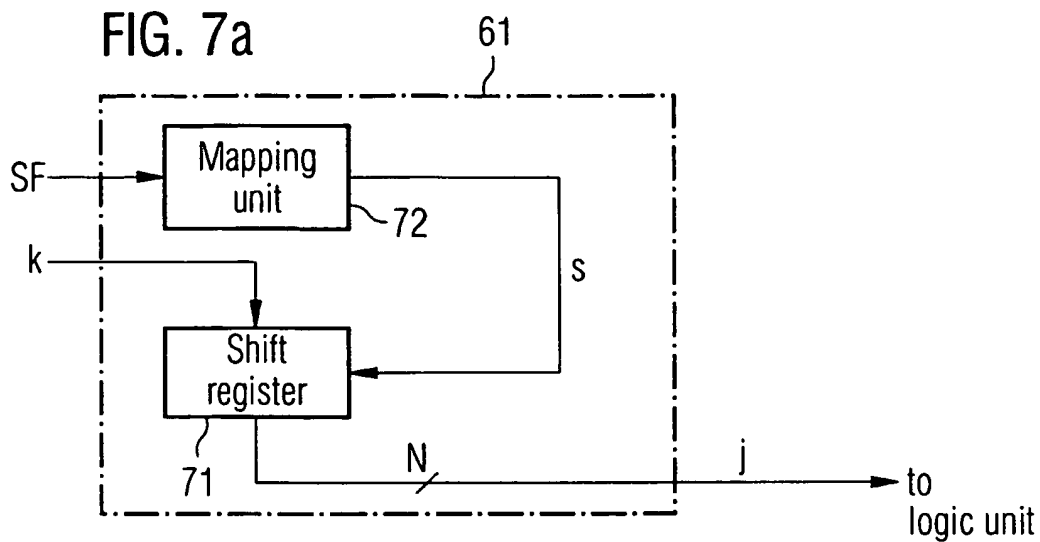 FIG. 7a
61
SF
Mapping
unit
72
k
s
Shift
register
71
N
j
to
logic unit